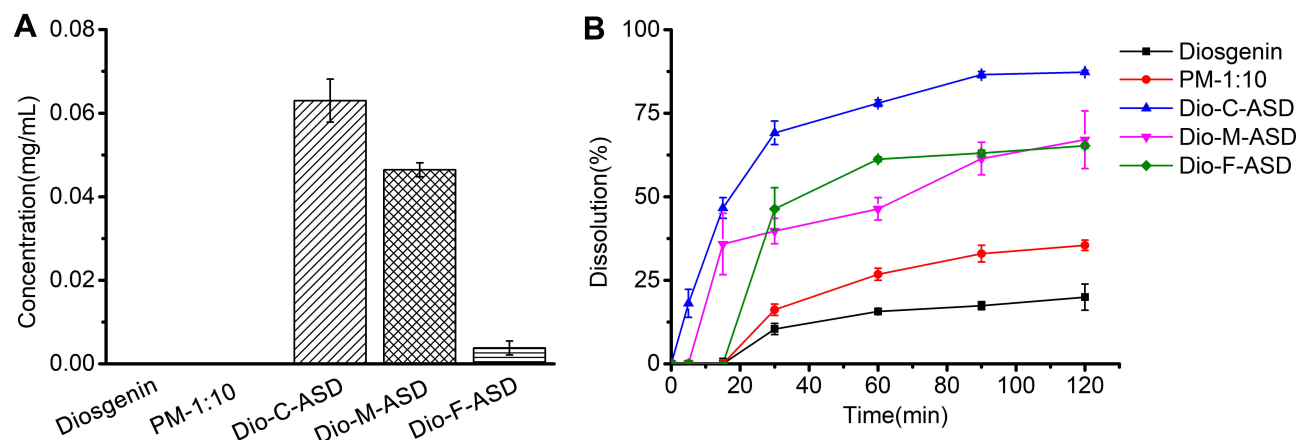 A
Concentration(mg/mL)
0.08
0.06
0.04
0.02
0.00
Diosgenin
PM-1:10
Dio-C-ASD
Dio-M-ASD
Dio-F-ASD
B
Dissolution(%)
100
75
50
25
0
0 20 40 60 80 100 120
Time(min)
Diosgenin
PM-1:10
Dio-C-ASD
Dio-M-ASD
Dio-F-ASD